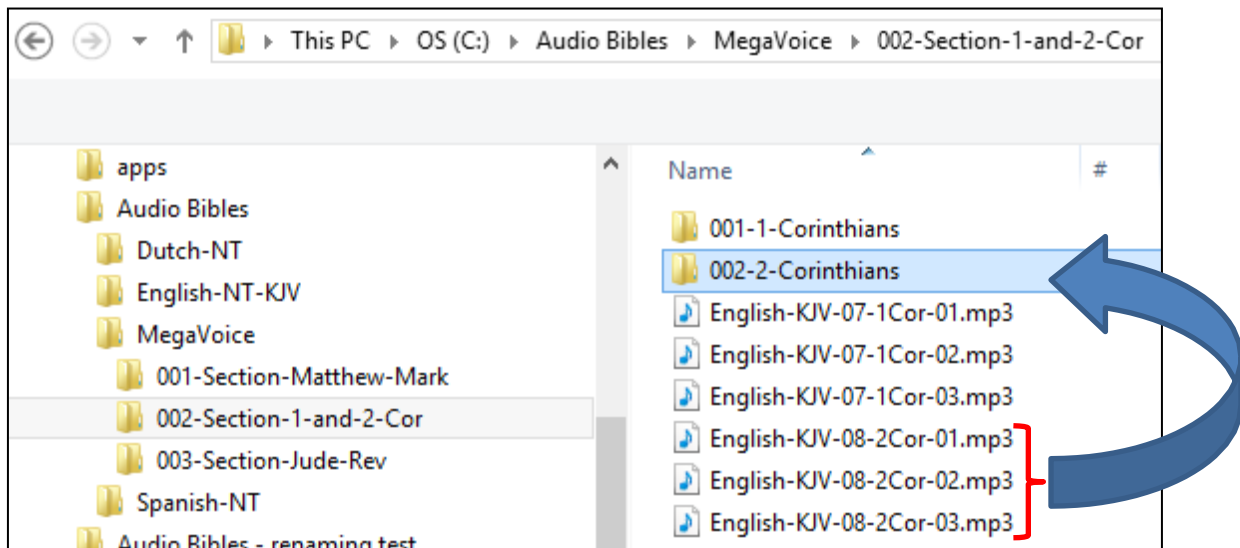 This PC ▸ OS (C:) ▸ Audio Bibles ▸ MegaVoice ▸ 002-Section-1-and-2-Cor
apps
Audio Bibles
Dutch-NT
English-NT-KJV
MegaVoice
001-Section-Matthew-Mark
002-Section-1-and-2-Cor
003-Section-Jude-Rev
Spanish-NT
Audio Bibles - renaming test
Name #
001-1-Corinthians
002-2-Corinthians
English-KJV-07-1Cor-01.mp3
English-KJV-07-1Cor-02.mp3
English-KJV-07-1Cor-03.mp3
English-KJV-08-2Cor-01.mp3
English-KJV-08-2Cor-02.mp3
English-KJV-08-2Cor-03.mp3